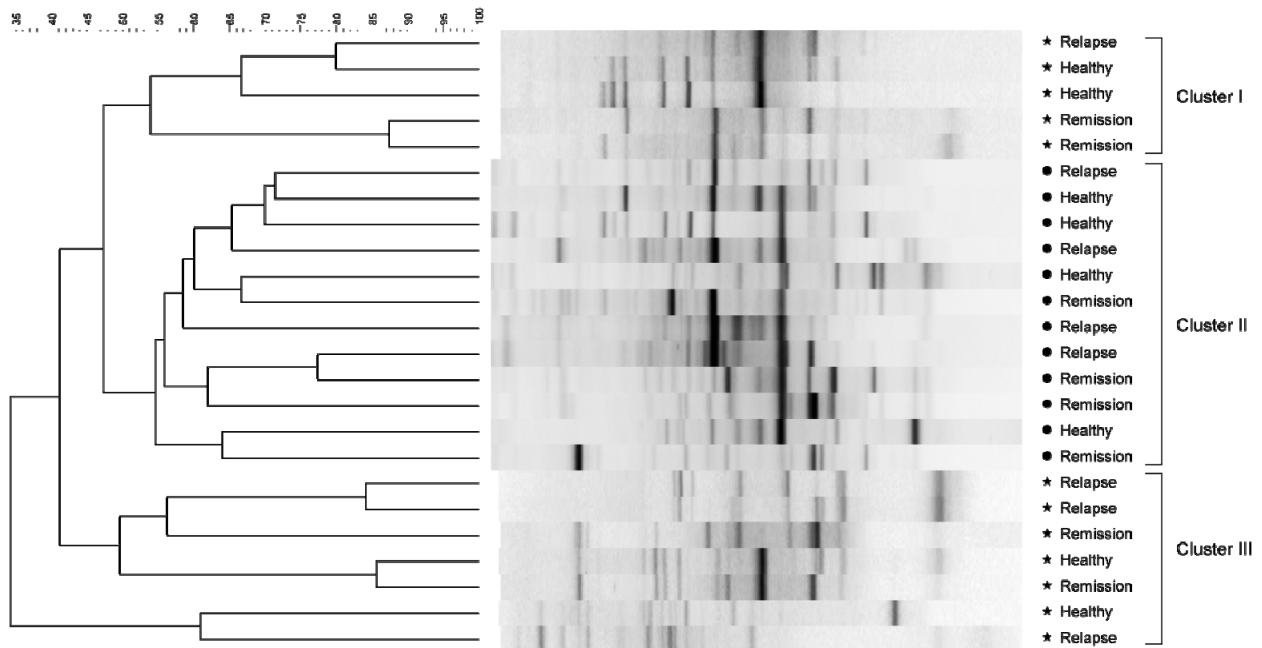 35 40 45 50 55 60 65 70 75 80 85 90 95 100
Relapse
Healthy
Healthy
Remission
Remission
Relapse
Healthy
Healthy
Relapse
Healthy
Remission
Relapse
Relapse
Remission
Remission
Healthy
Remission
Relapse
Relapse
Remission
Healthy
Remission
Healthy
Relapse
Cluster I
Cluster II
Cluster III